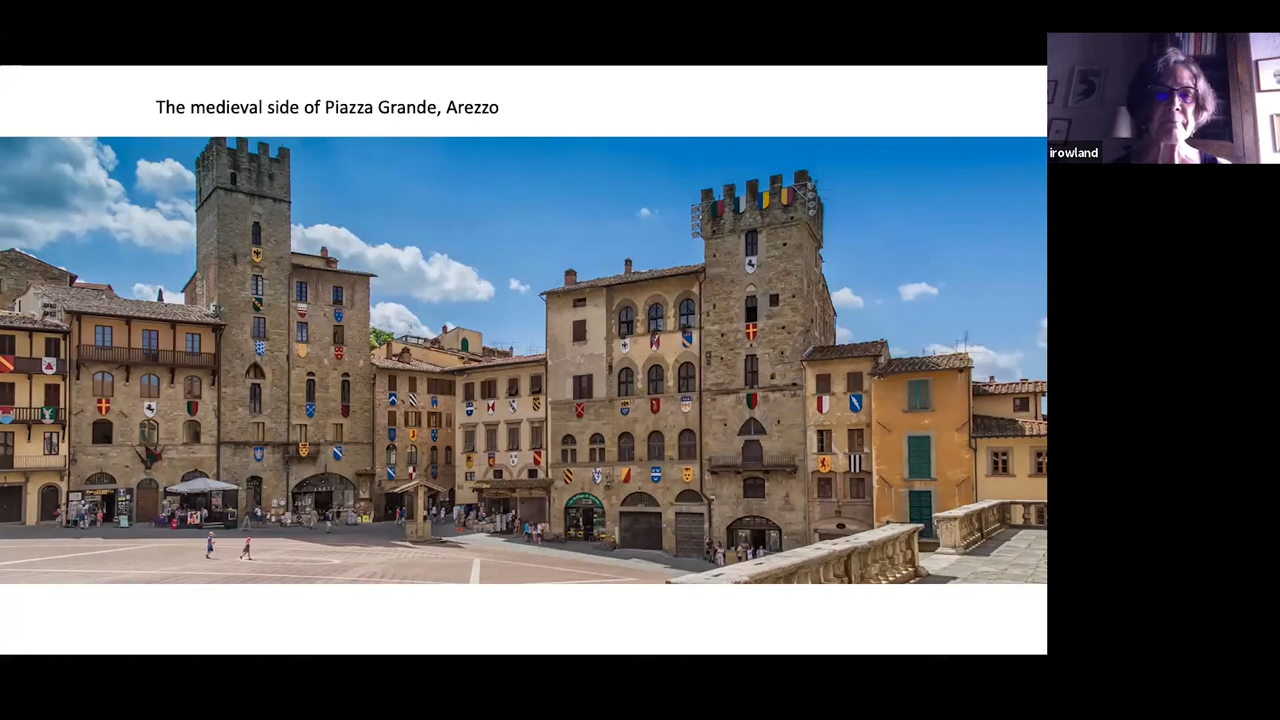 The medieval side of Piazza Grande, Arezzo
irowland